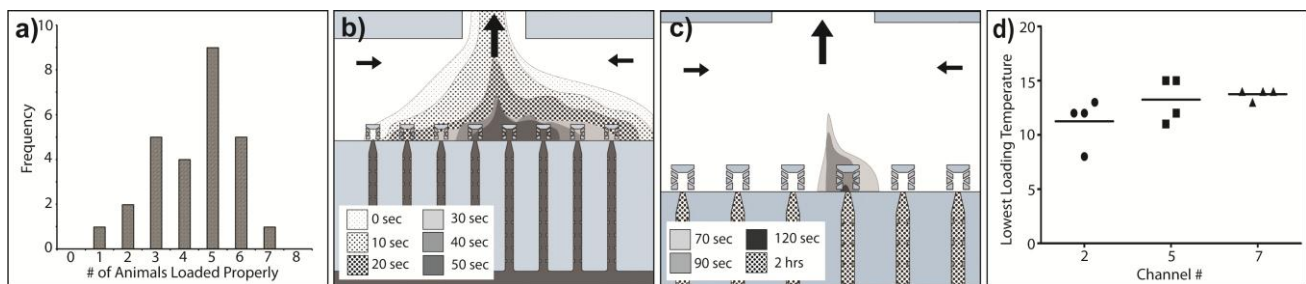 a)
Frequency
10
8
6
4
2
0
0 1 2 3 4 5 6 7 8
# of Animals Loaded Properly
b)
0 sec 30 sec
10 sec 40 sec
20 sec 50 sec
c)
70 sec 120 sec
90 sec 2 hrs
d)
Lowest Loading Temperature
20
15
10
5
0
2 5 7
Channel #